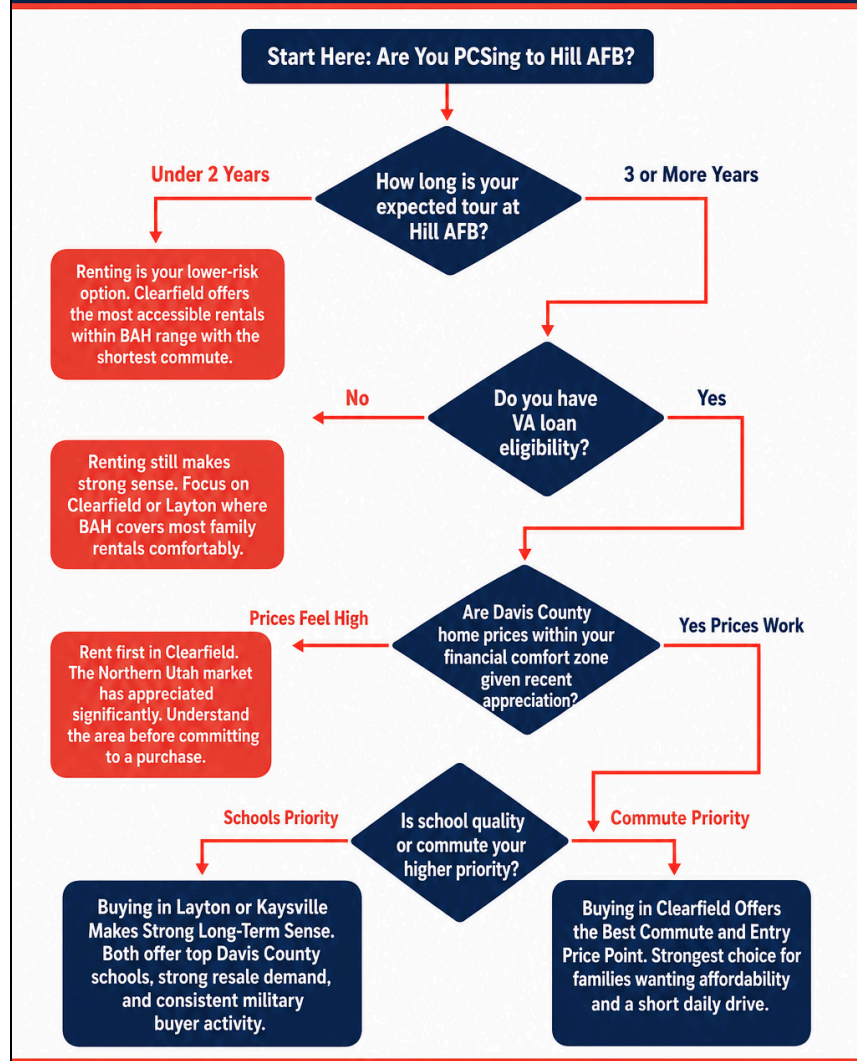 Start Here: Are You PCSing to Hill AFB?
Under 2 Years
How long is your
expected tour at
Hill AFB?
3 or More Years
Renting is your lower-risk
option. Clearfield offers
the most accessible rentals
within BAH range with the
shortest commute.
No
Do you have
VA loan
eligibility?
Yes
Renting still makes
strong sense. Focus on
Clearfield or Layton where
BAH covers most family
rentals comfortably.
Prices Feel High
Are Davis County
home prices within your
financial comfort zone
given recent
appreciation?
Yes Prices Work
Rent first in Clearfield.
The Northern Utah market
has appreciated
significantly. Understand
the area before committing
to a purchase.
Schools Priority
Is school quality
or commute your
higher priority?
Commute Priority
Buying in Layton or Kaysville
Makes Strong Long-Term Sense.
Both offer top Davis County
schools, strong resale demand,
and consistent military
buyer activity.
Buying in Clearfield Offers
the Best Commute and Entry
Price Point. Strongest choice for
families wanting affordability
and a short daily drive.